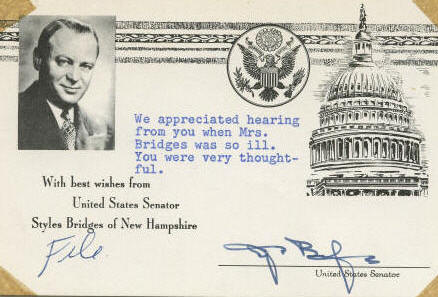 We appreciated hearing
from you when Mrs.
Bridges was so ill.
You were very thought-
ful.
With best wishes from
United States Senator
Styles Bridges of New Hampshire
File
United States Senator